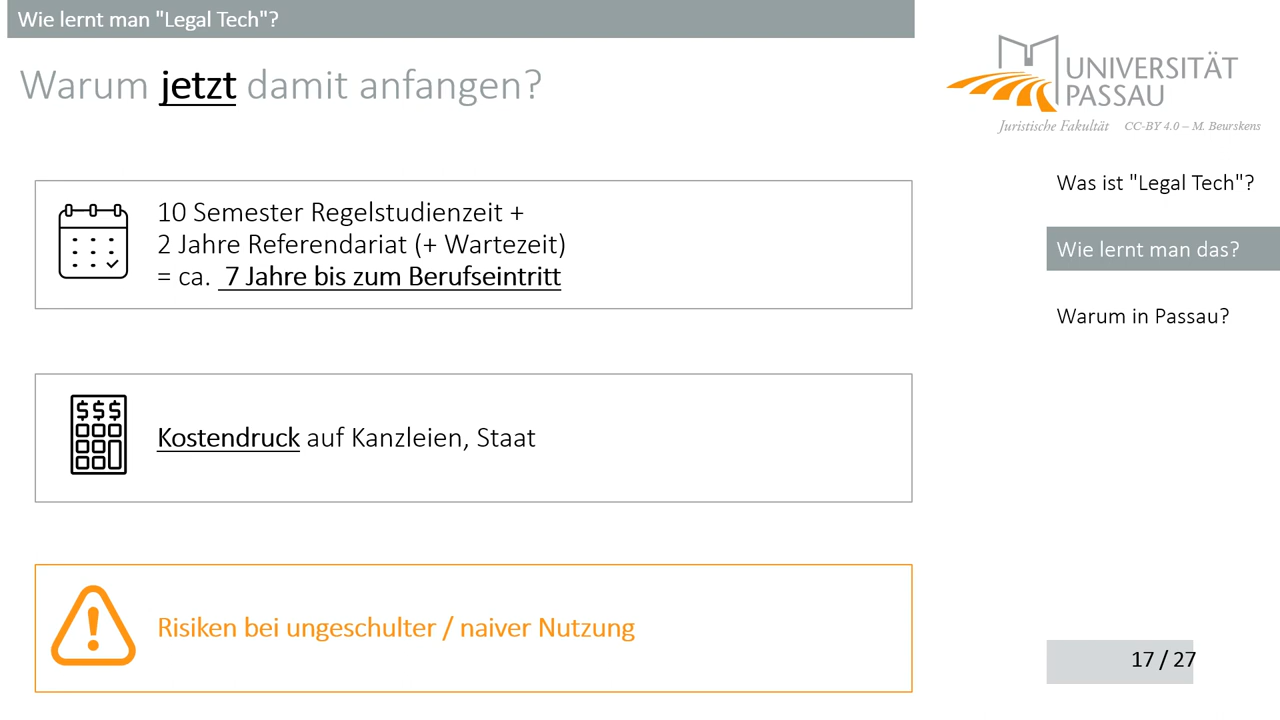 Wie lernt man "Legal Tech"?
Warum jetzt damit anfangen?
UNIVERSITÄT
PASSAU
Juristische Fakultät CC-BY 4.0 – M. Beurskens
10 Semester Regelstudienzeit +
2 Jahre Referendariat (+ Wartezeit)
= ca. 7 Jahre bis zum Berufseintritt
$$$
Kostendruck auf Kanzleien, Staat
Risiken bei ungeschulter / naiver Nutzung
Was ist "Legal Tech"?
Wie lernt man das?
Warum in Passau?
17 / 27